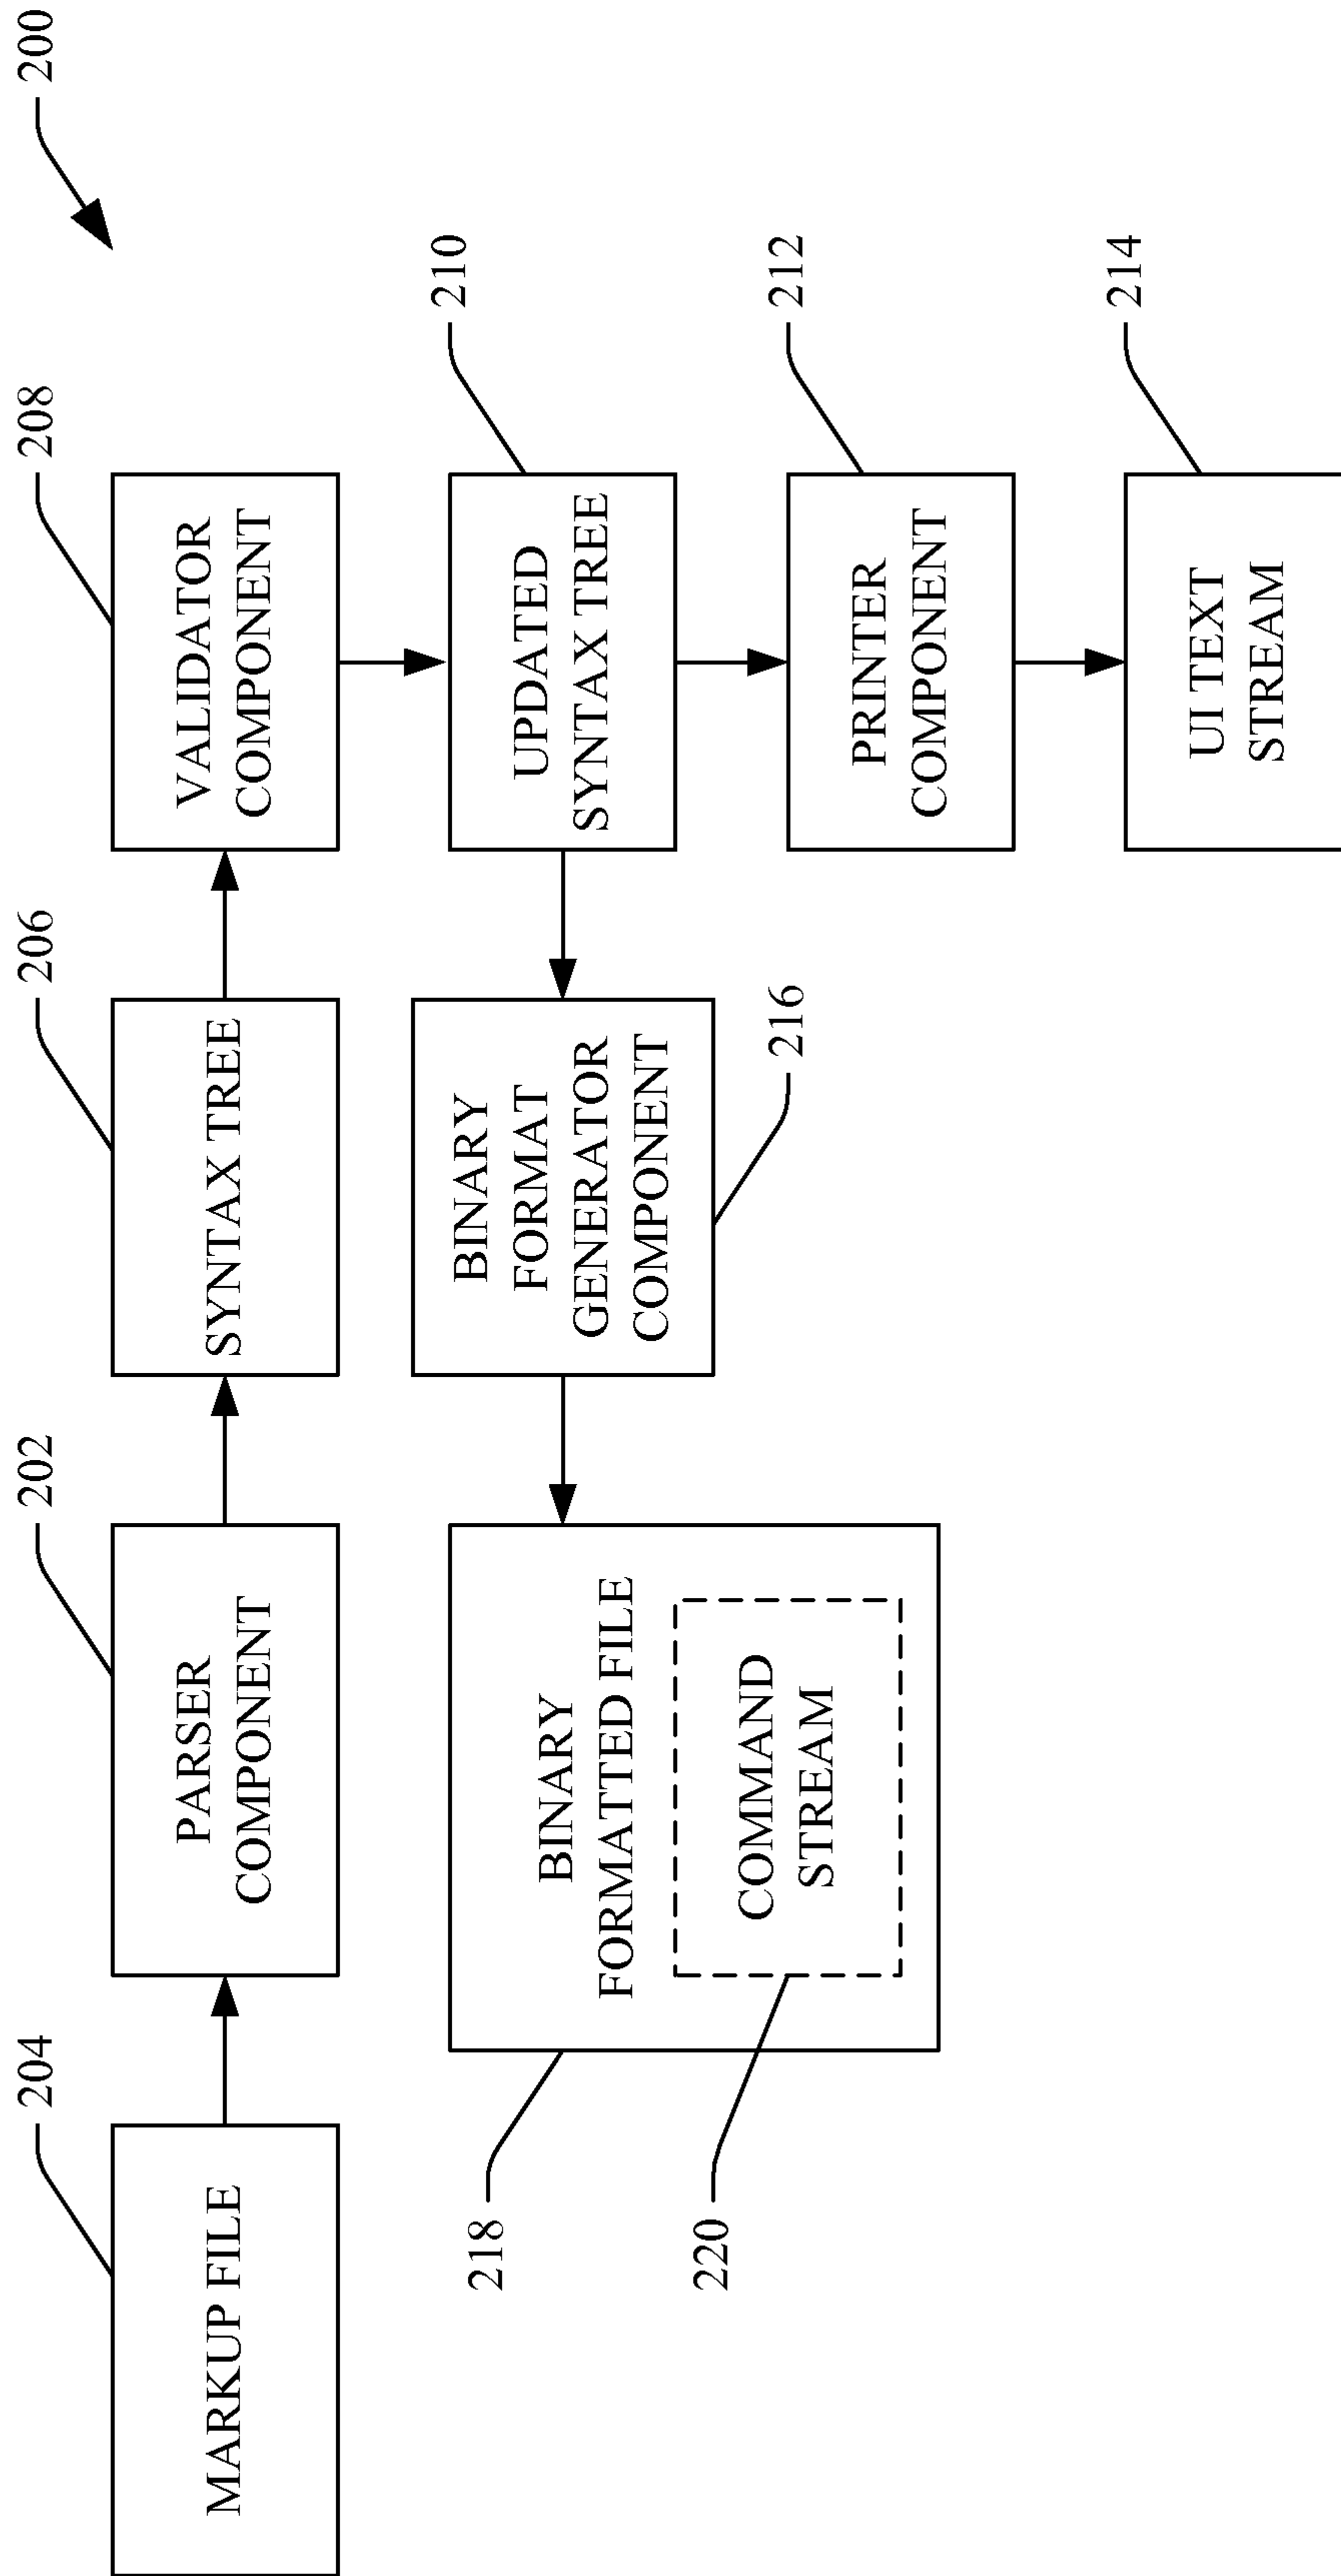 200
204
202
206
208
MARKUP FILE
PARSER
COMPONENT
SYNTAX TREE
VALIDATOR
COMPONENT
210
UPDATED
SYNTAX TREE
BINARY
FORMAT
GENERATOR
COMPONENT
216
BINARY
FORMATTED FILE
COMMAND
STREAM
218
220
212
PRINTER
COMPONENT
214
UI TEXT
STREAM